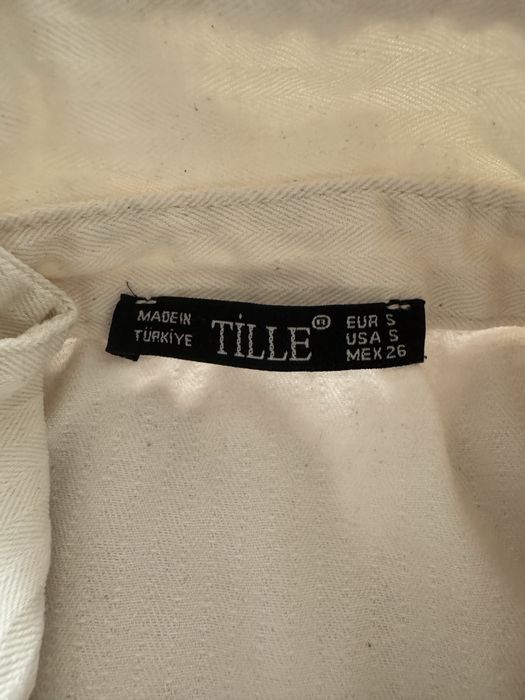 MADE IN
TÜRKİYE
TİLLE®
EUR S
USA S
MEX 26